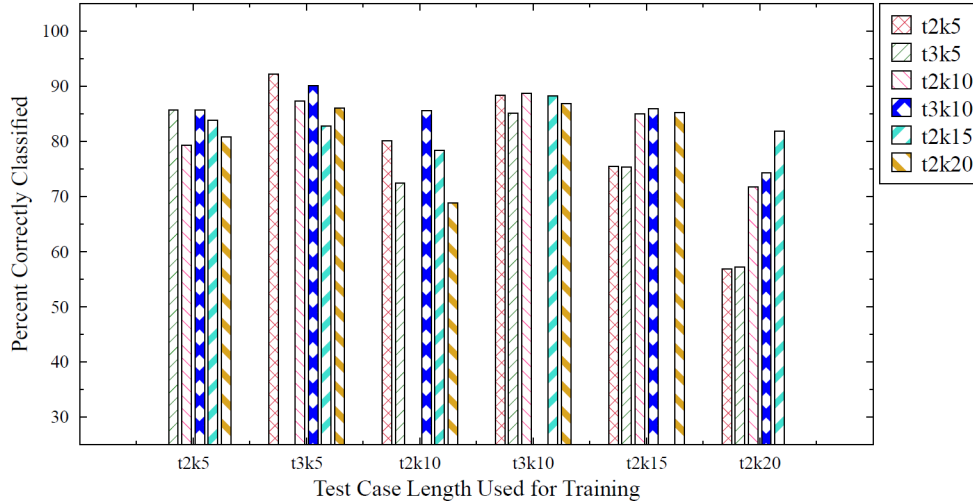 100
90
80
70
60
50
40
30
Percent Correctly Classified
t2k5
t3k5
t2k10
t3k10
t2k15
t2k20
Test Case Length Used for Training
t2k5
t3k5
t2k10
t3k10
t2k15
t2k20